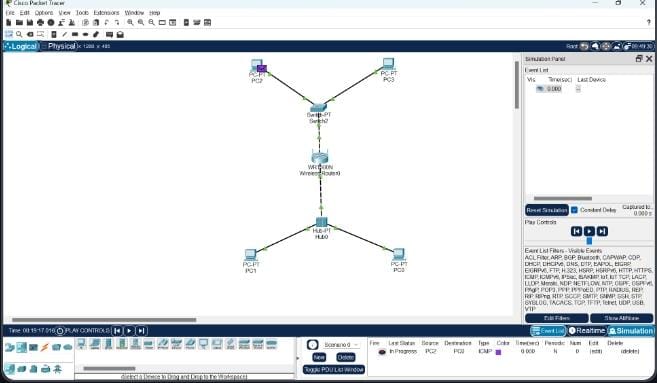 Cisco Packet Tracer
File Edit Options View Tools Extensions Window Help
Logical Physical x: 1200 y: 405
Root 00:49:30
PC-PT
PC2
PC-PT
PC3
Switch-PT
Switch2
Wireless Router0
Hub-PT
Hub0
PC-PT
PC1
PC-PT
PC0
Simulation Panel
Event List
Vis. Time(sec) Last Device
0.000 --
Reset Simulation Constant Delay Captured to:
0.000 s
Play Controls
Event List Filters - Visible Events
ACL Filter, ARP, BGP, Bluetooth, CAPWAP, CDP,
DHCP, DHCPv6, DNS, DTP, EAPOL, EIGRP,
EIGRPv6, FTP, H.323, HSRP, HSRPv6, HTTP, HTTPS,
ICMP, ICMPv6, IPSec, ISAKMP, IoT, IoT TCP, LACP,
LLDP, Meraki, NDP, NETFLOW, NTP, OSPF, OSPFv6,
PAgP, POP3, PPP, PPPoED, PTP, RADIUS, REP,
RIP, RIPng, RTP, SCCP, SMTP, SNMP, SSH, STP,
SYSLOG, TACACS, TCP, TFTP, Telnet, UDP, USB,
VTP
Edit Filters Show All/None
Time: 00:19:17.016 PLAY CONTROLS
Event List Realtime Simulation
Scenario 0
New Delete
Toggle PDU List Window
Fire Last Status Source Destination Type Color Time(sec) Periodic Num Edit Delete
In Progress PC2 PC0 ICMP 0.000 N 0 (edit) (delete)
(Select a Device to Drag and Drop to the Workspace)